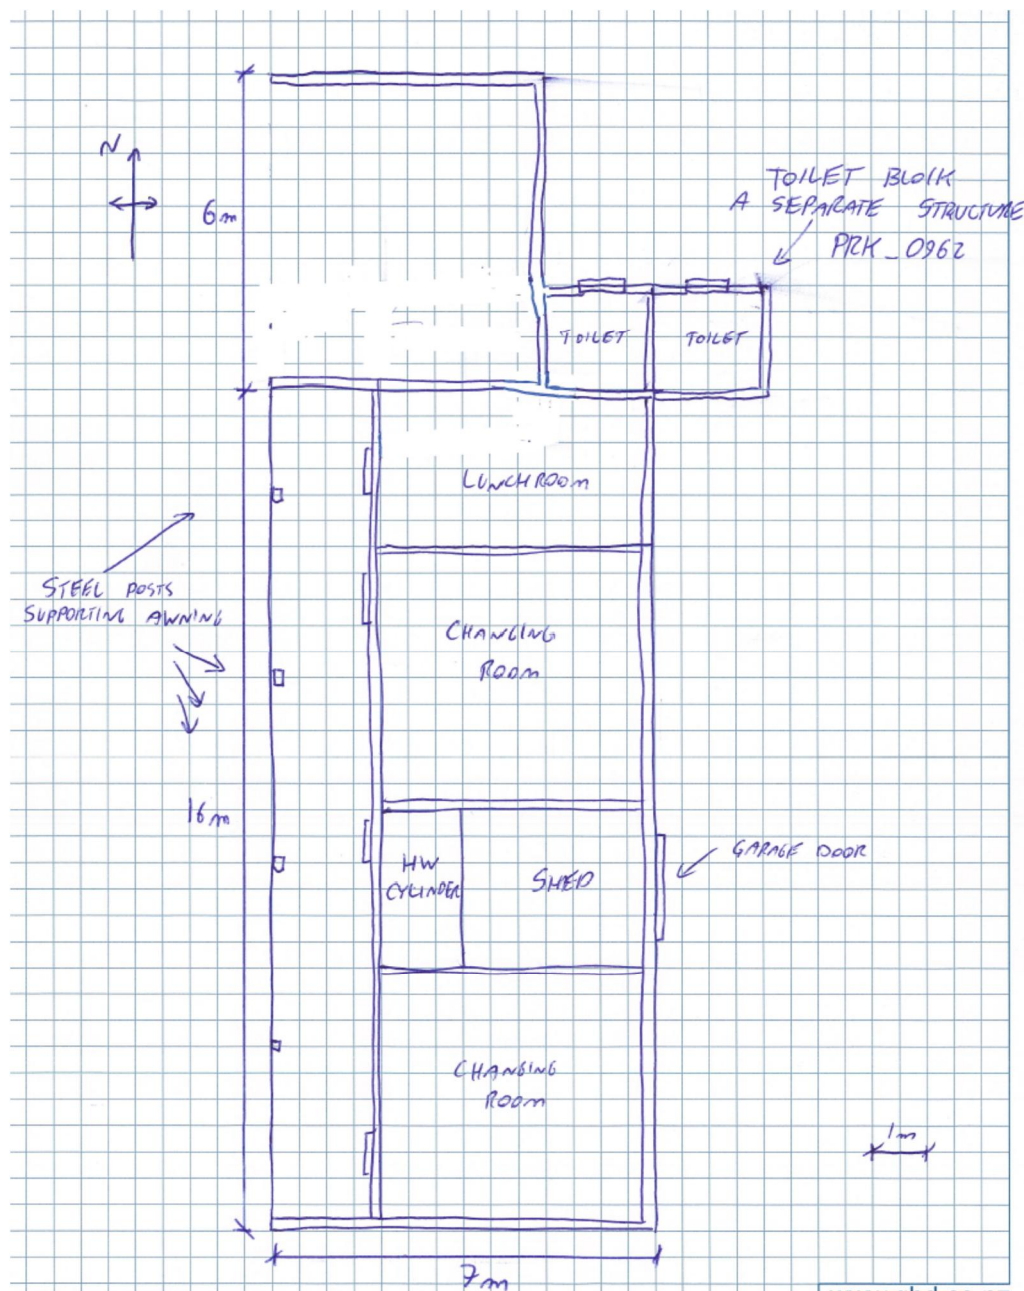 N
6m
TOILET BLOCK
A SEPARATE STRUCTURE
PRK_0962
TOILET
TOILET
LUNCHROOM
STEEL POSTS
SUPPORTING AWNING
CHANGING
ROOM
16m
GARAGE DOOR
HW
CYLINDER
SHED
CHANGING
ROOM
1m
7m